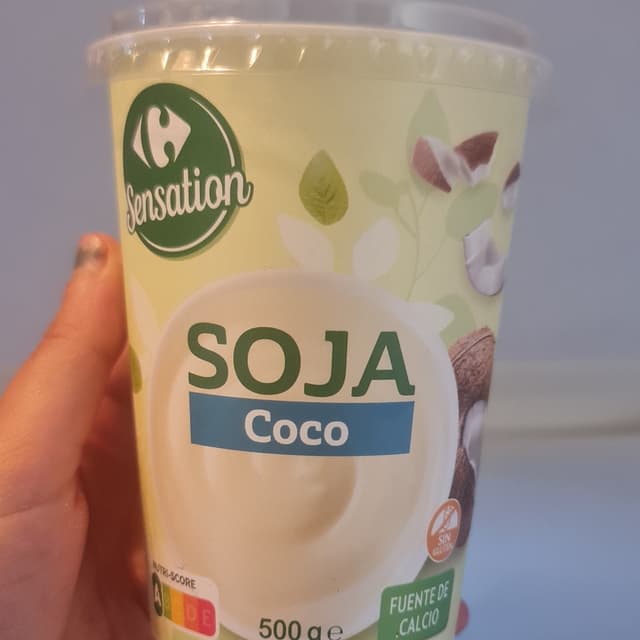 Sensation
SOJA
Coco
SIN
NUTRI-SCORE
A
D E
FUENTE DE
CALCIO
500 g e